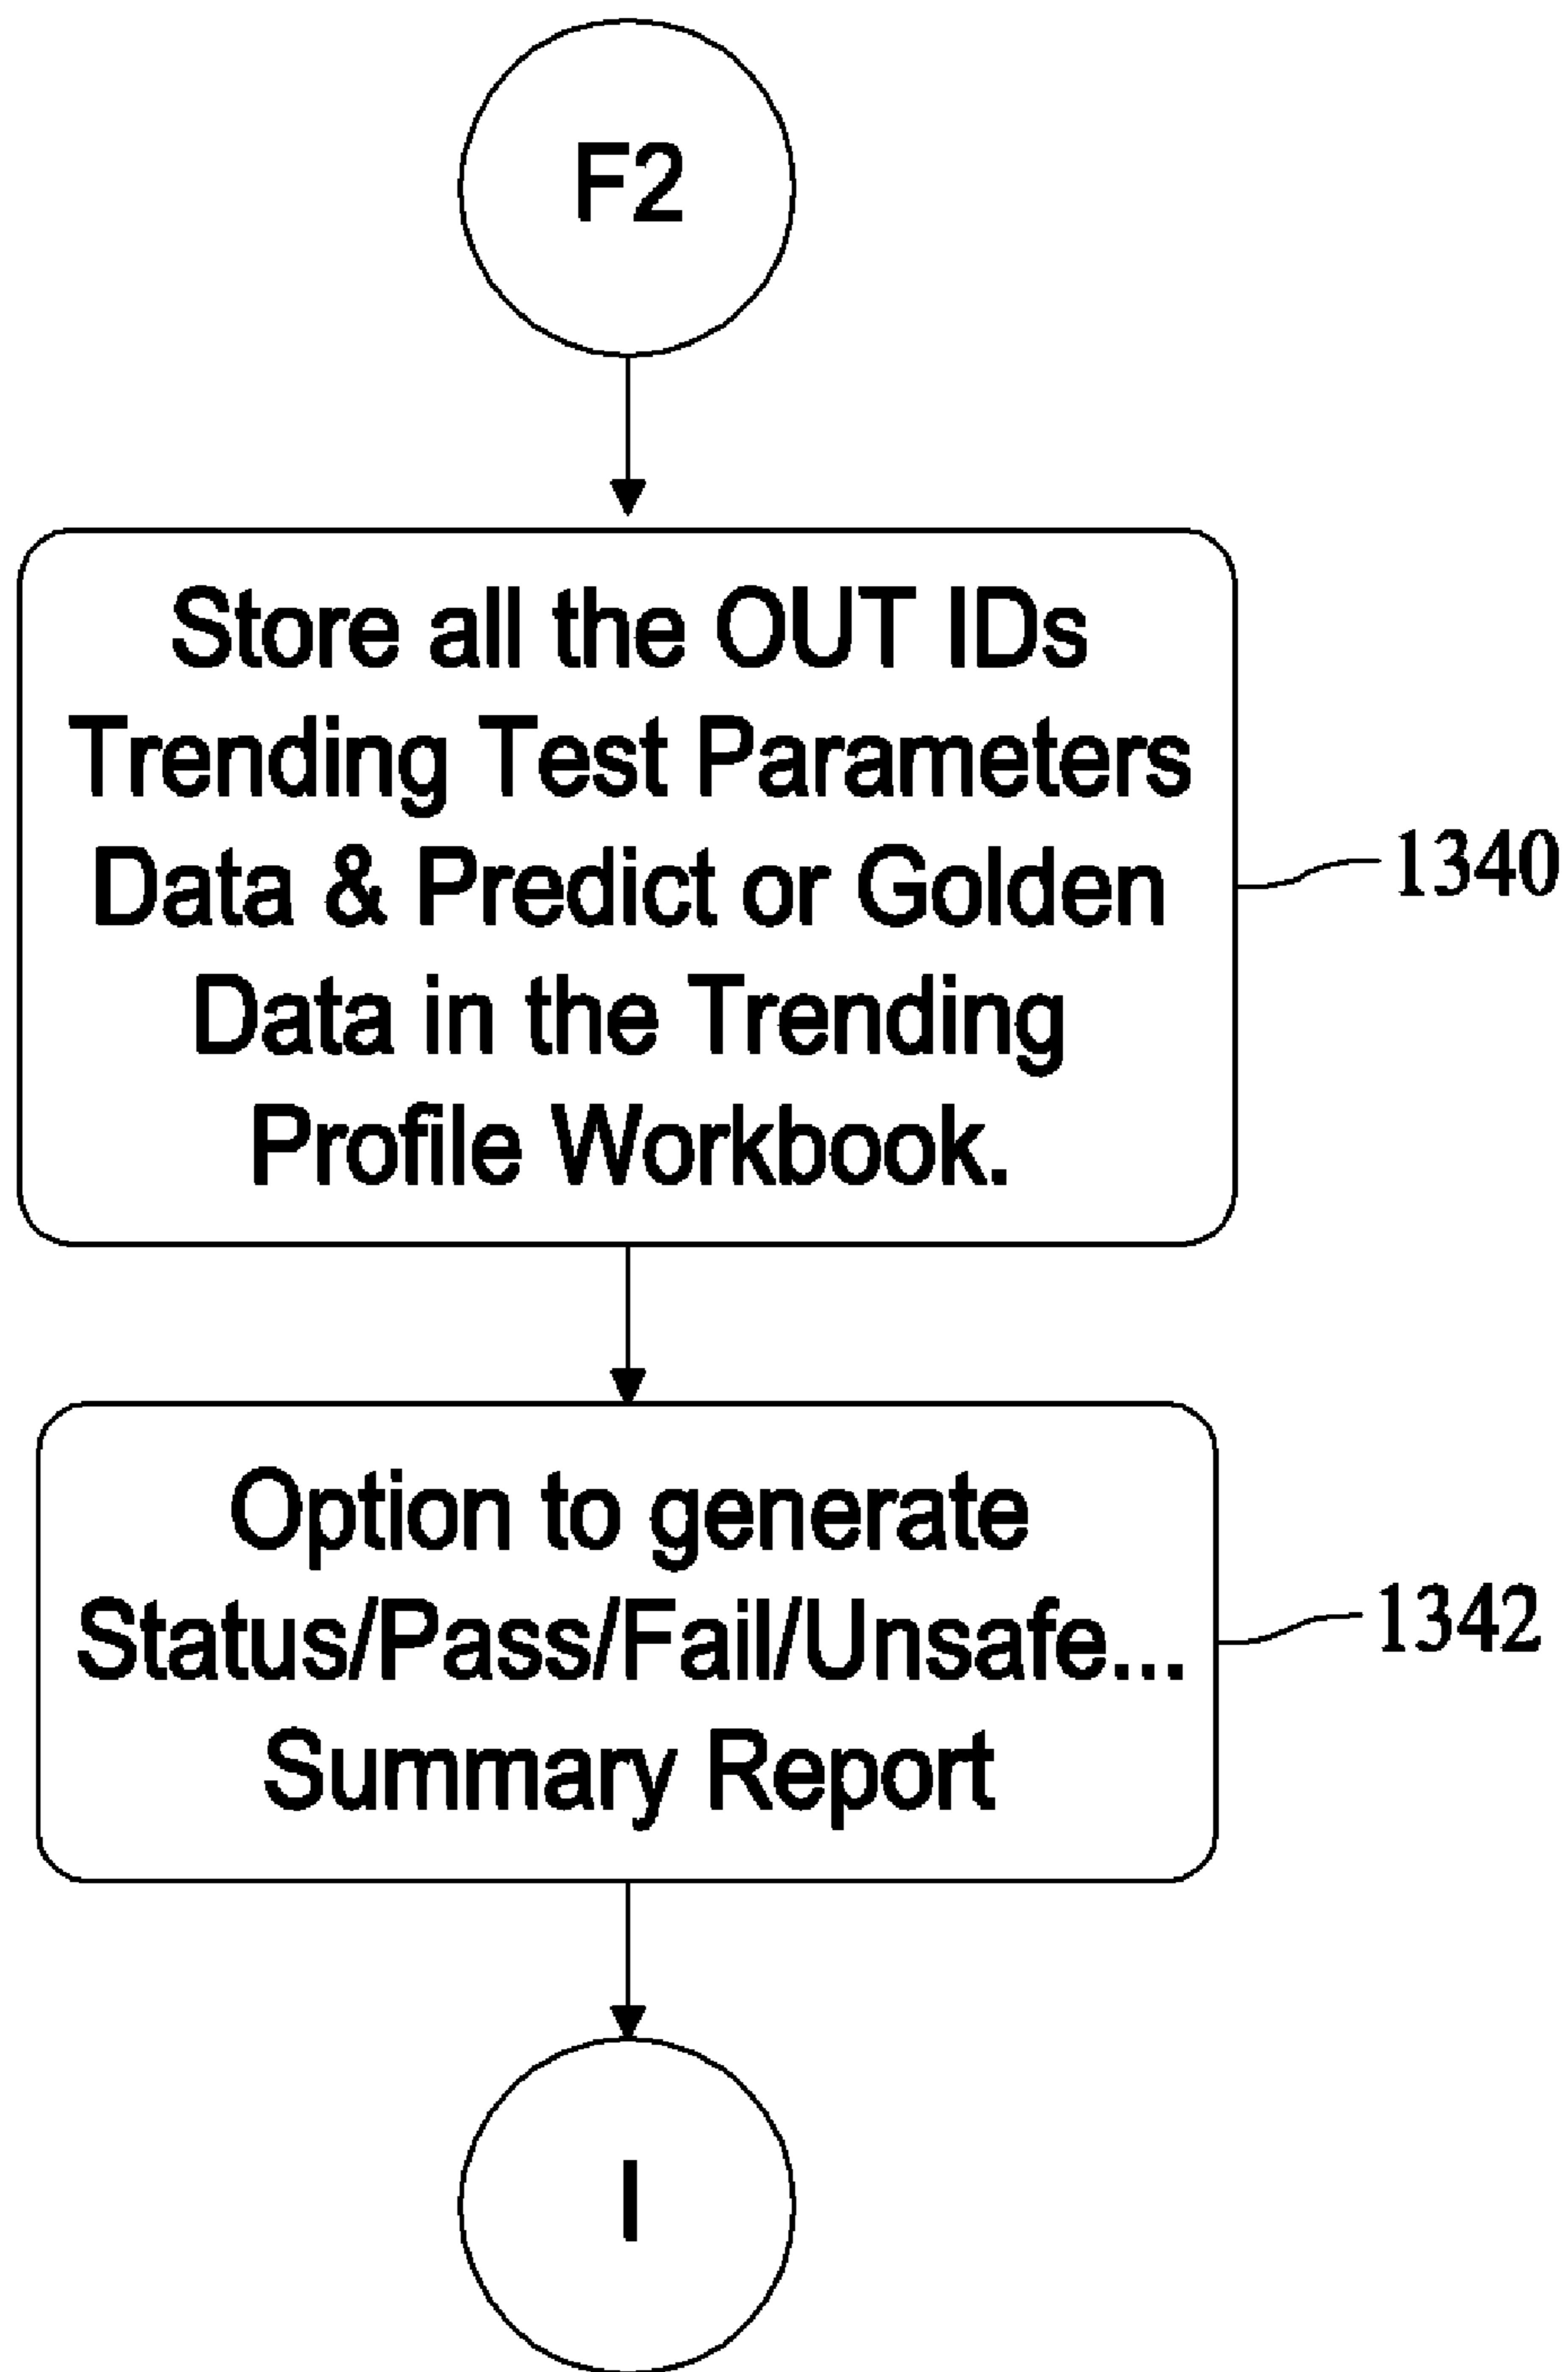 F2
Store all the OUT IDs
Trending Test Parameters
Data & Predict or Golden
Data in the Trending
Profile Workbook.
1340
Option to generate
Status/Pass/Fail/Unsafe...
Summary Report
1342
I